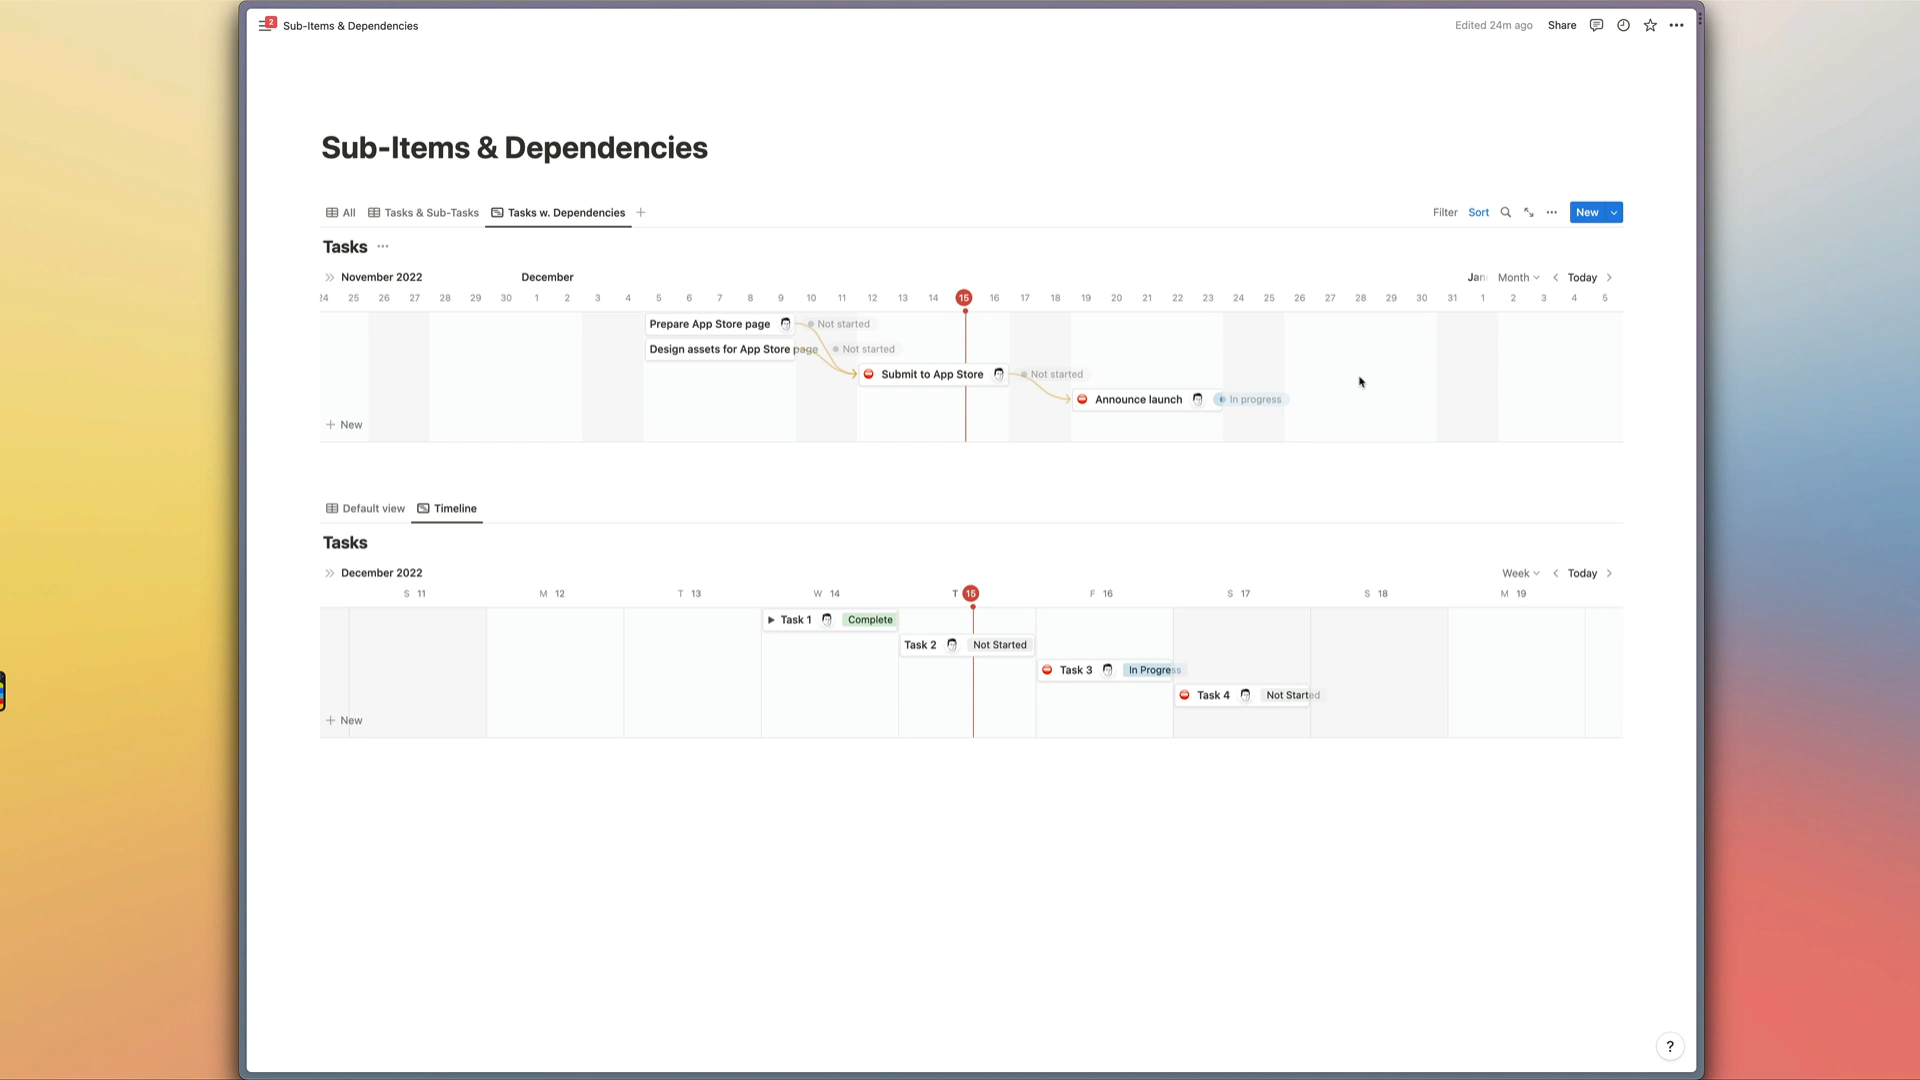 2 Sub-Items & Dependencies Edited 24m ago Share
Sub-Items & Dependencies
All Tasks & Sub-Tasks Tasks w. Dependencies Filter Sort New
Tasks
November 2022 December Jan Month Today
24 25 26 27 28 29 30 1 2 3 4 5 6 7 8 9 10 11 12 13 14 15 16 17 18 19 20 21 22 23 24 25 26 27 28 29 30 31 1 2 3 4 5
Prepare App Store page Not started
Design assets for App Store page Not started
Submit to App Store Not started
Announce launch In progress
+ New
Default view Timeline
Tasks
December 2022 Week Today
S 11 M 12 T 13 W 14 T 15 F 16 S 17 S 18 M 19
Task 1 Complete
Task 2 Not Started
Task 3 In Progress
Task 4 Not Started
+ New
?